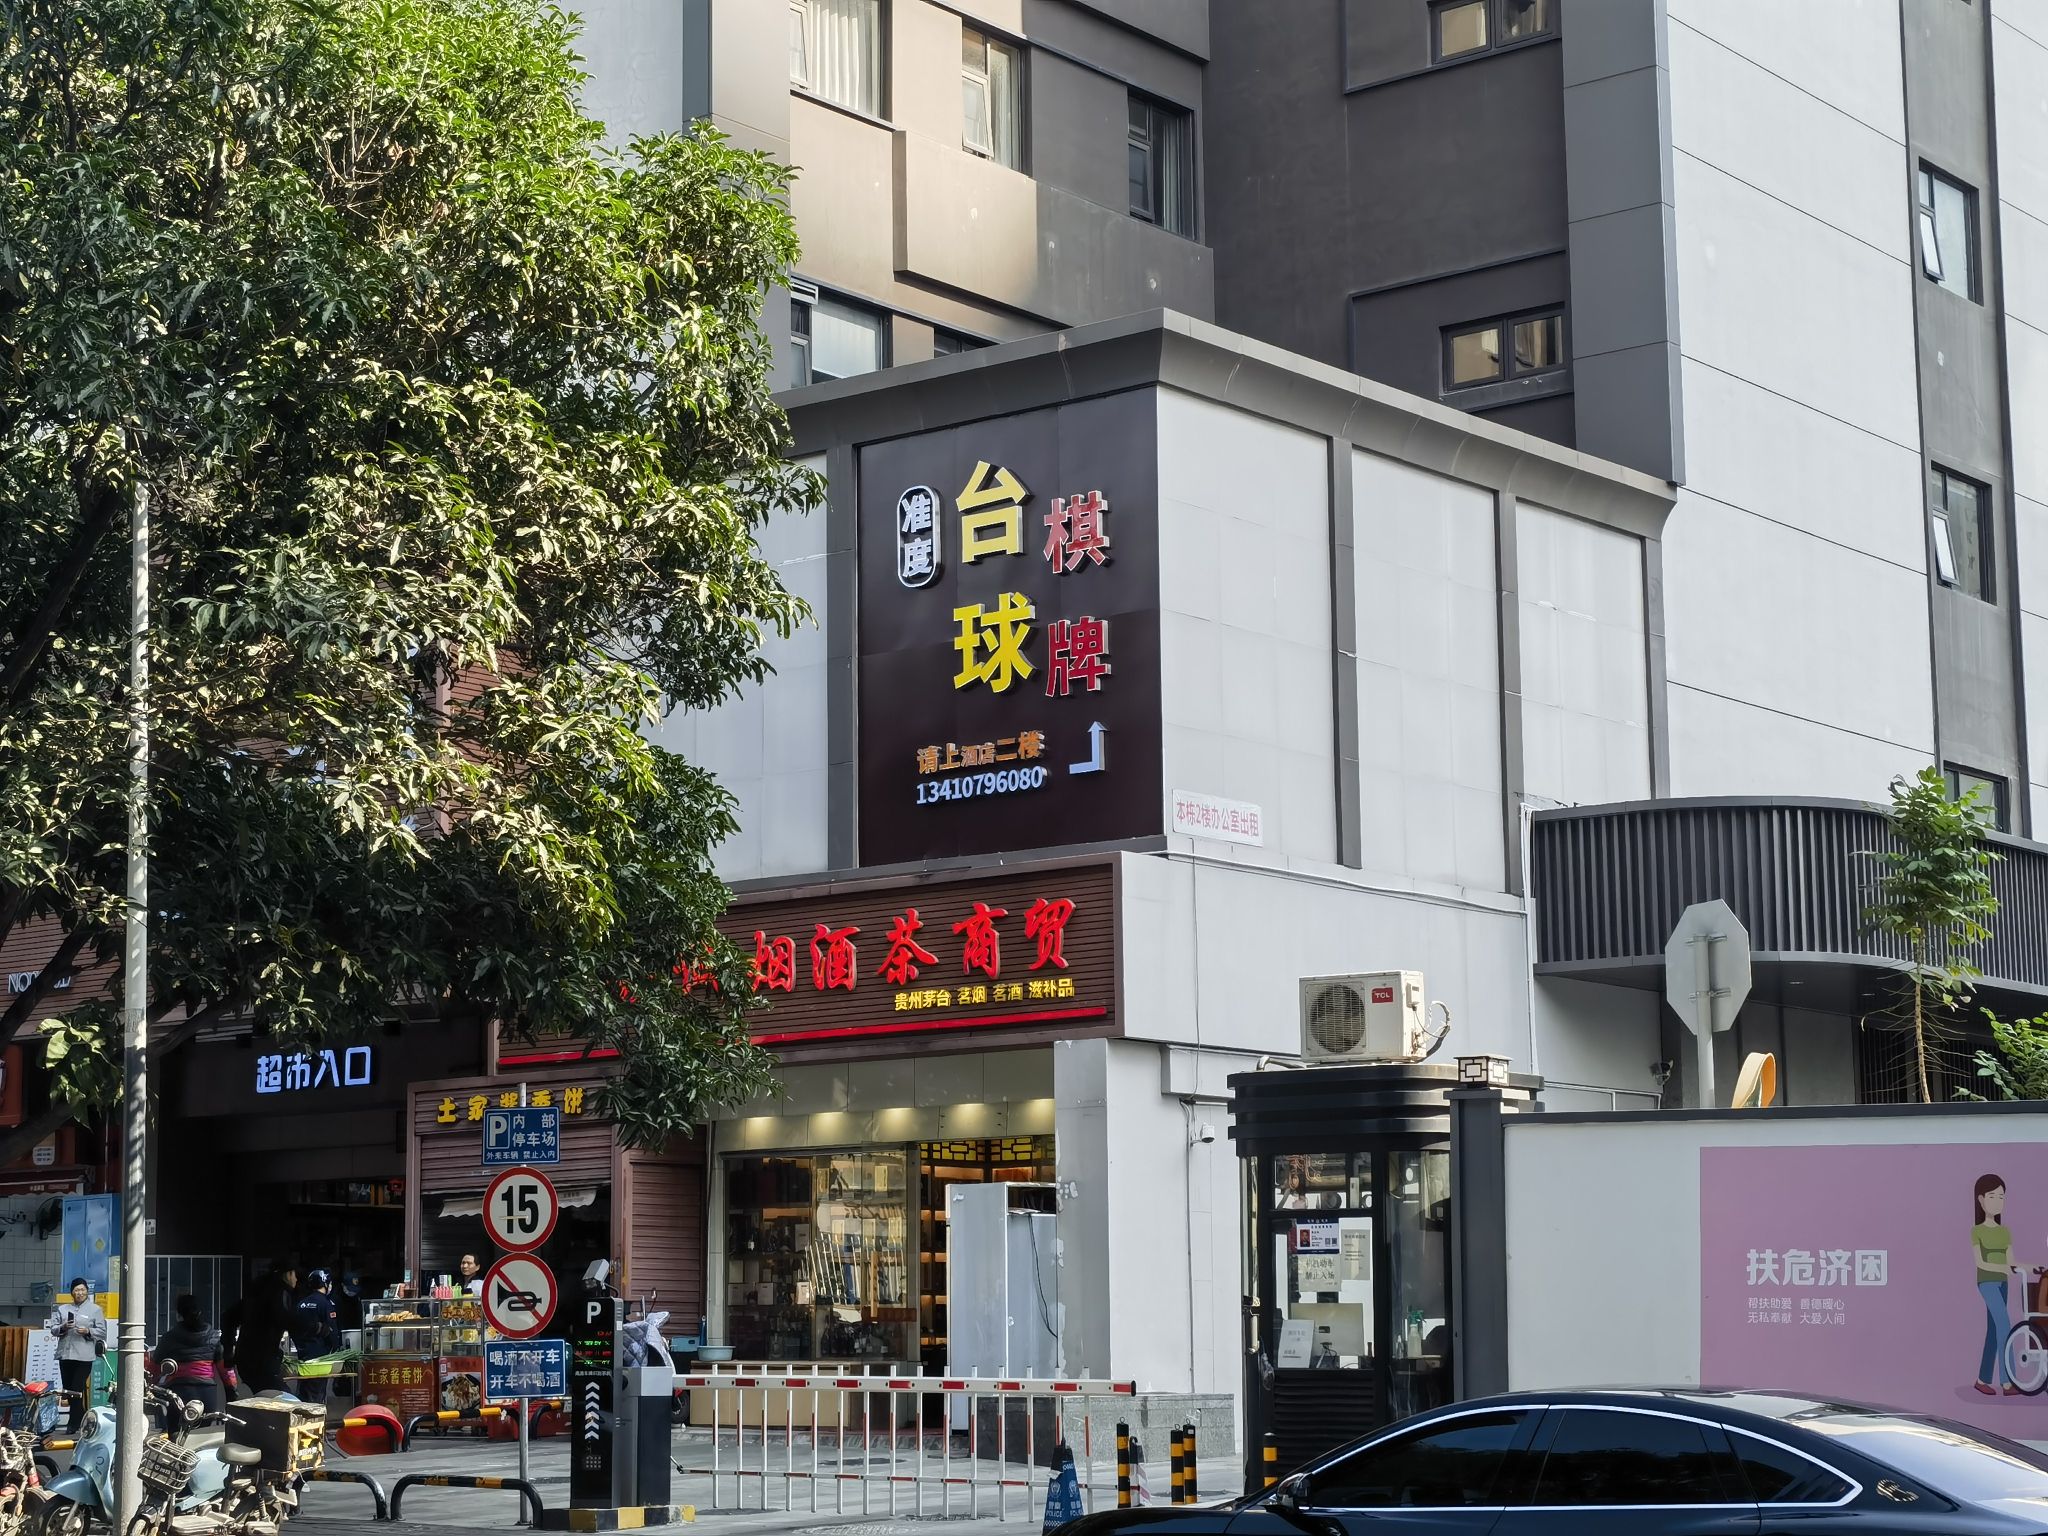 准度
台球
棋牌
请上酒店二楼
13410796080
本栋2楼办公室出租
烟酒茶商贸
贵州茅台 茗烟 茗酒 滋补品
TCL
超市入口
土家酱香饼
P 内部
停车场
外来车辆 禁止入内
15
喝酒不开车
开车不喝酒
P
土家酱香饼
扶危济困
帮扶助爱 善德暖心
无私奉献 大爱人间